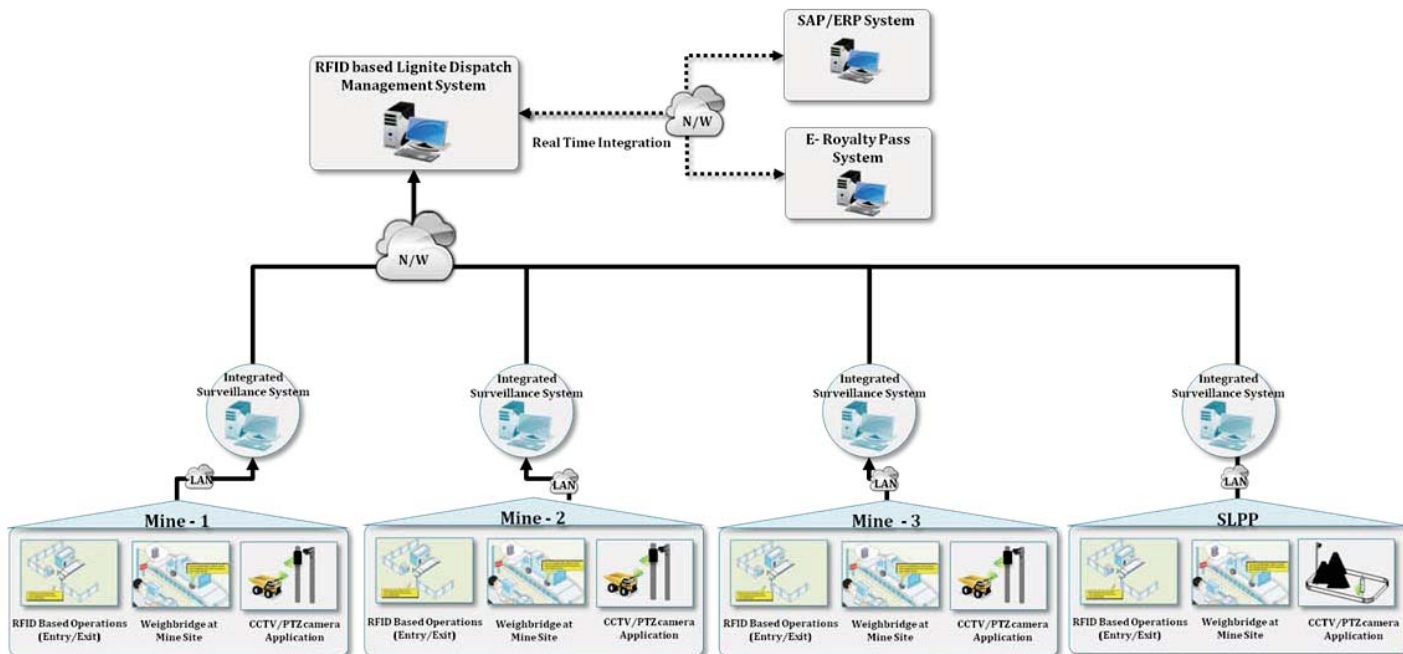 SAP/ERP System
RFID based Lignite Dispatch
Management System
N/W
Real Time Integration
E- Royalty Pass
System
N/W
Integrated
Surveillance System
Integrated
Surveillance System
Integrated
Surveillance System
Integrated
Surveillance System
LAN
LAN
LAN
LAN
Mine - 1
RFID Based Operations
(Entry/Exit)
Weighbridge at
Mine Site
CCTV/PTZ camera
Application
Mine - 2
RFID Based Operations
(Entry/Exit)
Weighbridge at
Mine Site
CCTV/PTZ camera
Application
Mine - 3
RFID Based Operations
(Entry/Exit)
Weighbridge at
Mine Site
CCTV/PTZ camera
Application
SLPP
RFID Based Operations
(Entry/Exit)
Weighbridge at
Mine Site
CCTV/PTZ camera
Application